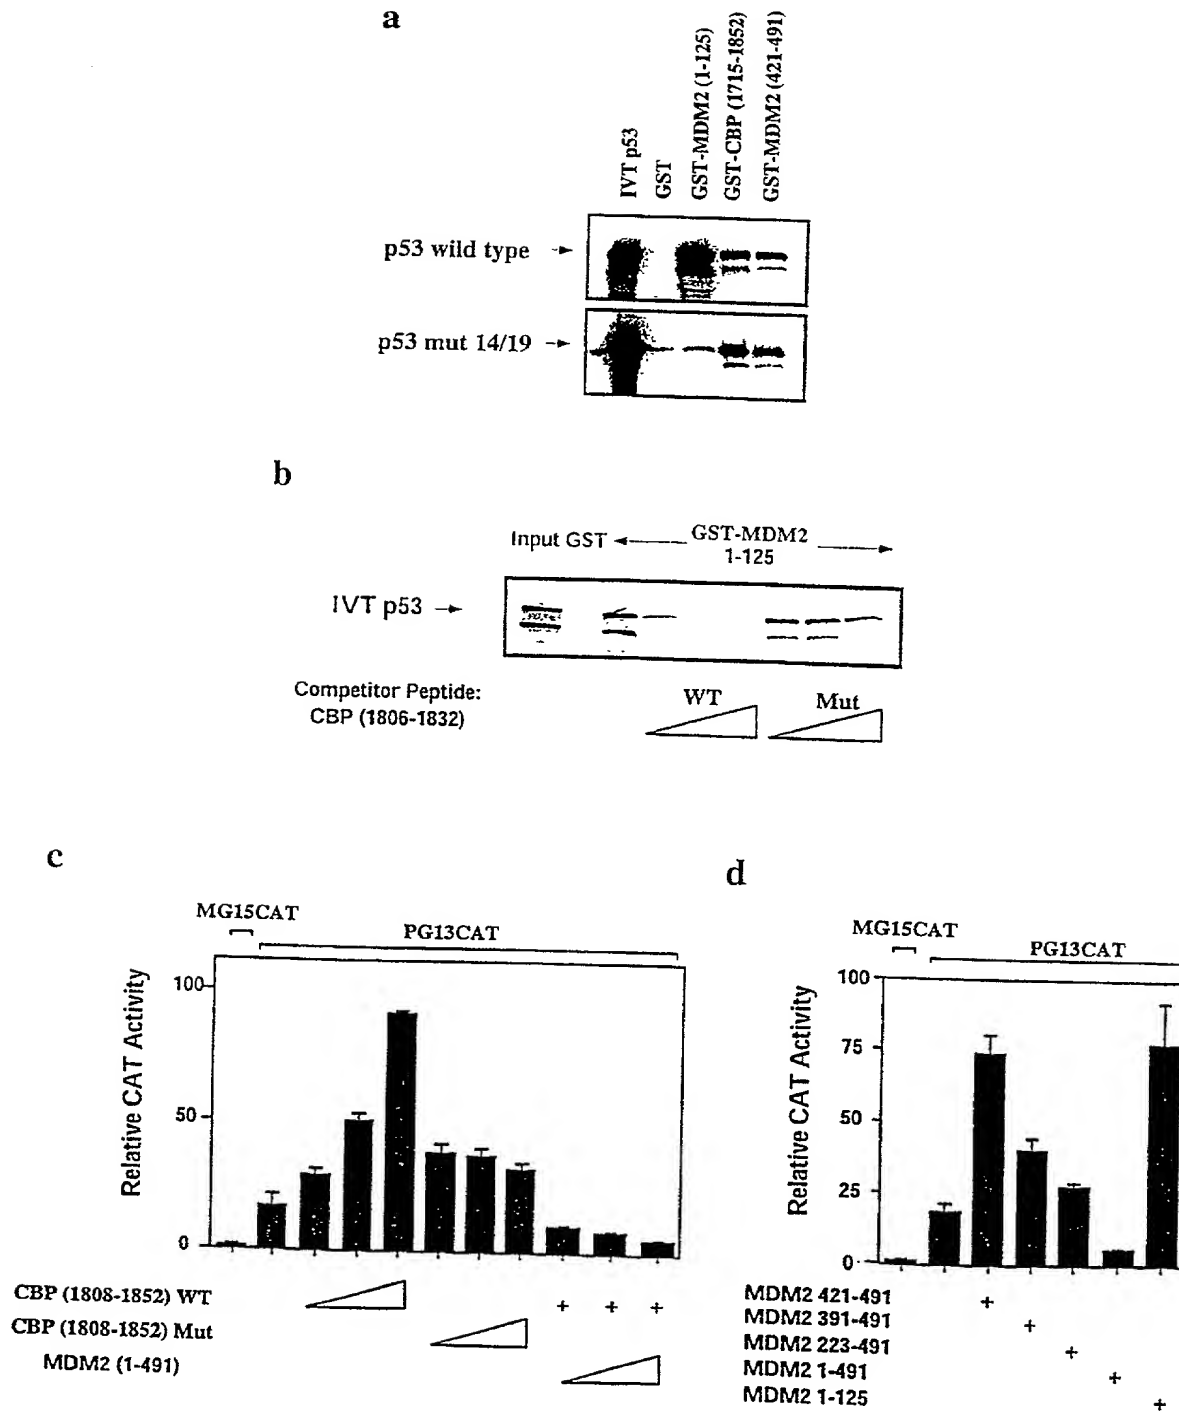 a
IVT p53
GST
GST-MDM2 (1-125)
GST-CBP (1715-1852)
GST-MDM2 (421-491)
p53 wild type
p53 mut 14/19
b
Input GST
GST-MDM2
1-125
IVT p53
Competitor Peptide:
CBP (1806-1832)
WT
Mut
c
MG15CAT
PG13CAT
Relative CAT Activity
100
50
0
CBP (1808-1852) WT
+ + +
CBP (1808-1852) Mut
MDM2 (1-491)
d
MG15CAT
PG13CAT
Relative CAT Activity
100
75
50
25
0
MDM2 421-491 +
MDM2 391-491 +
MDM2 223-491 +
MDM2 1-491 +
MDM2 1-125 +